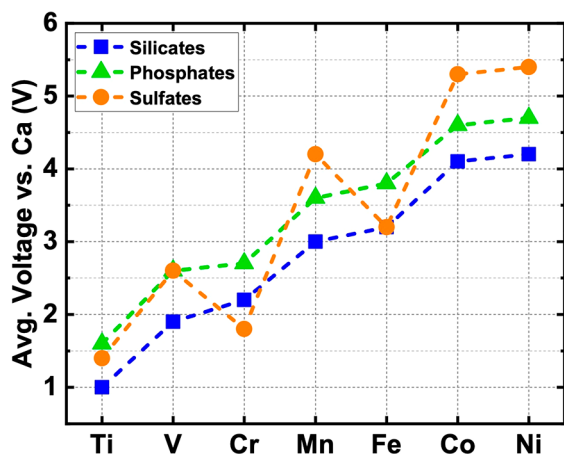 Avg. Voltage vs. Ca (V)
6
5
4
3
2
1
Silicates
Phosphates
Sulfates
Ti V Cr Mn Fe Co Ni